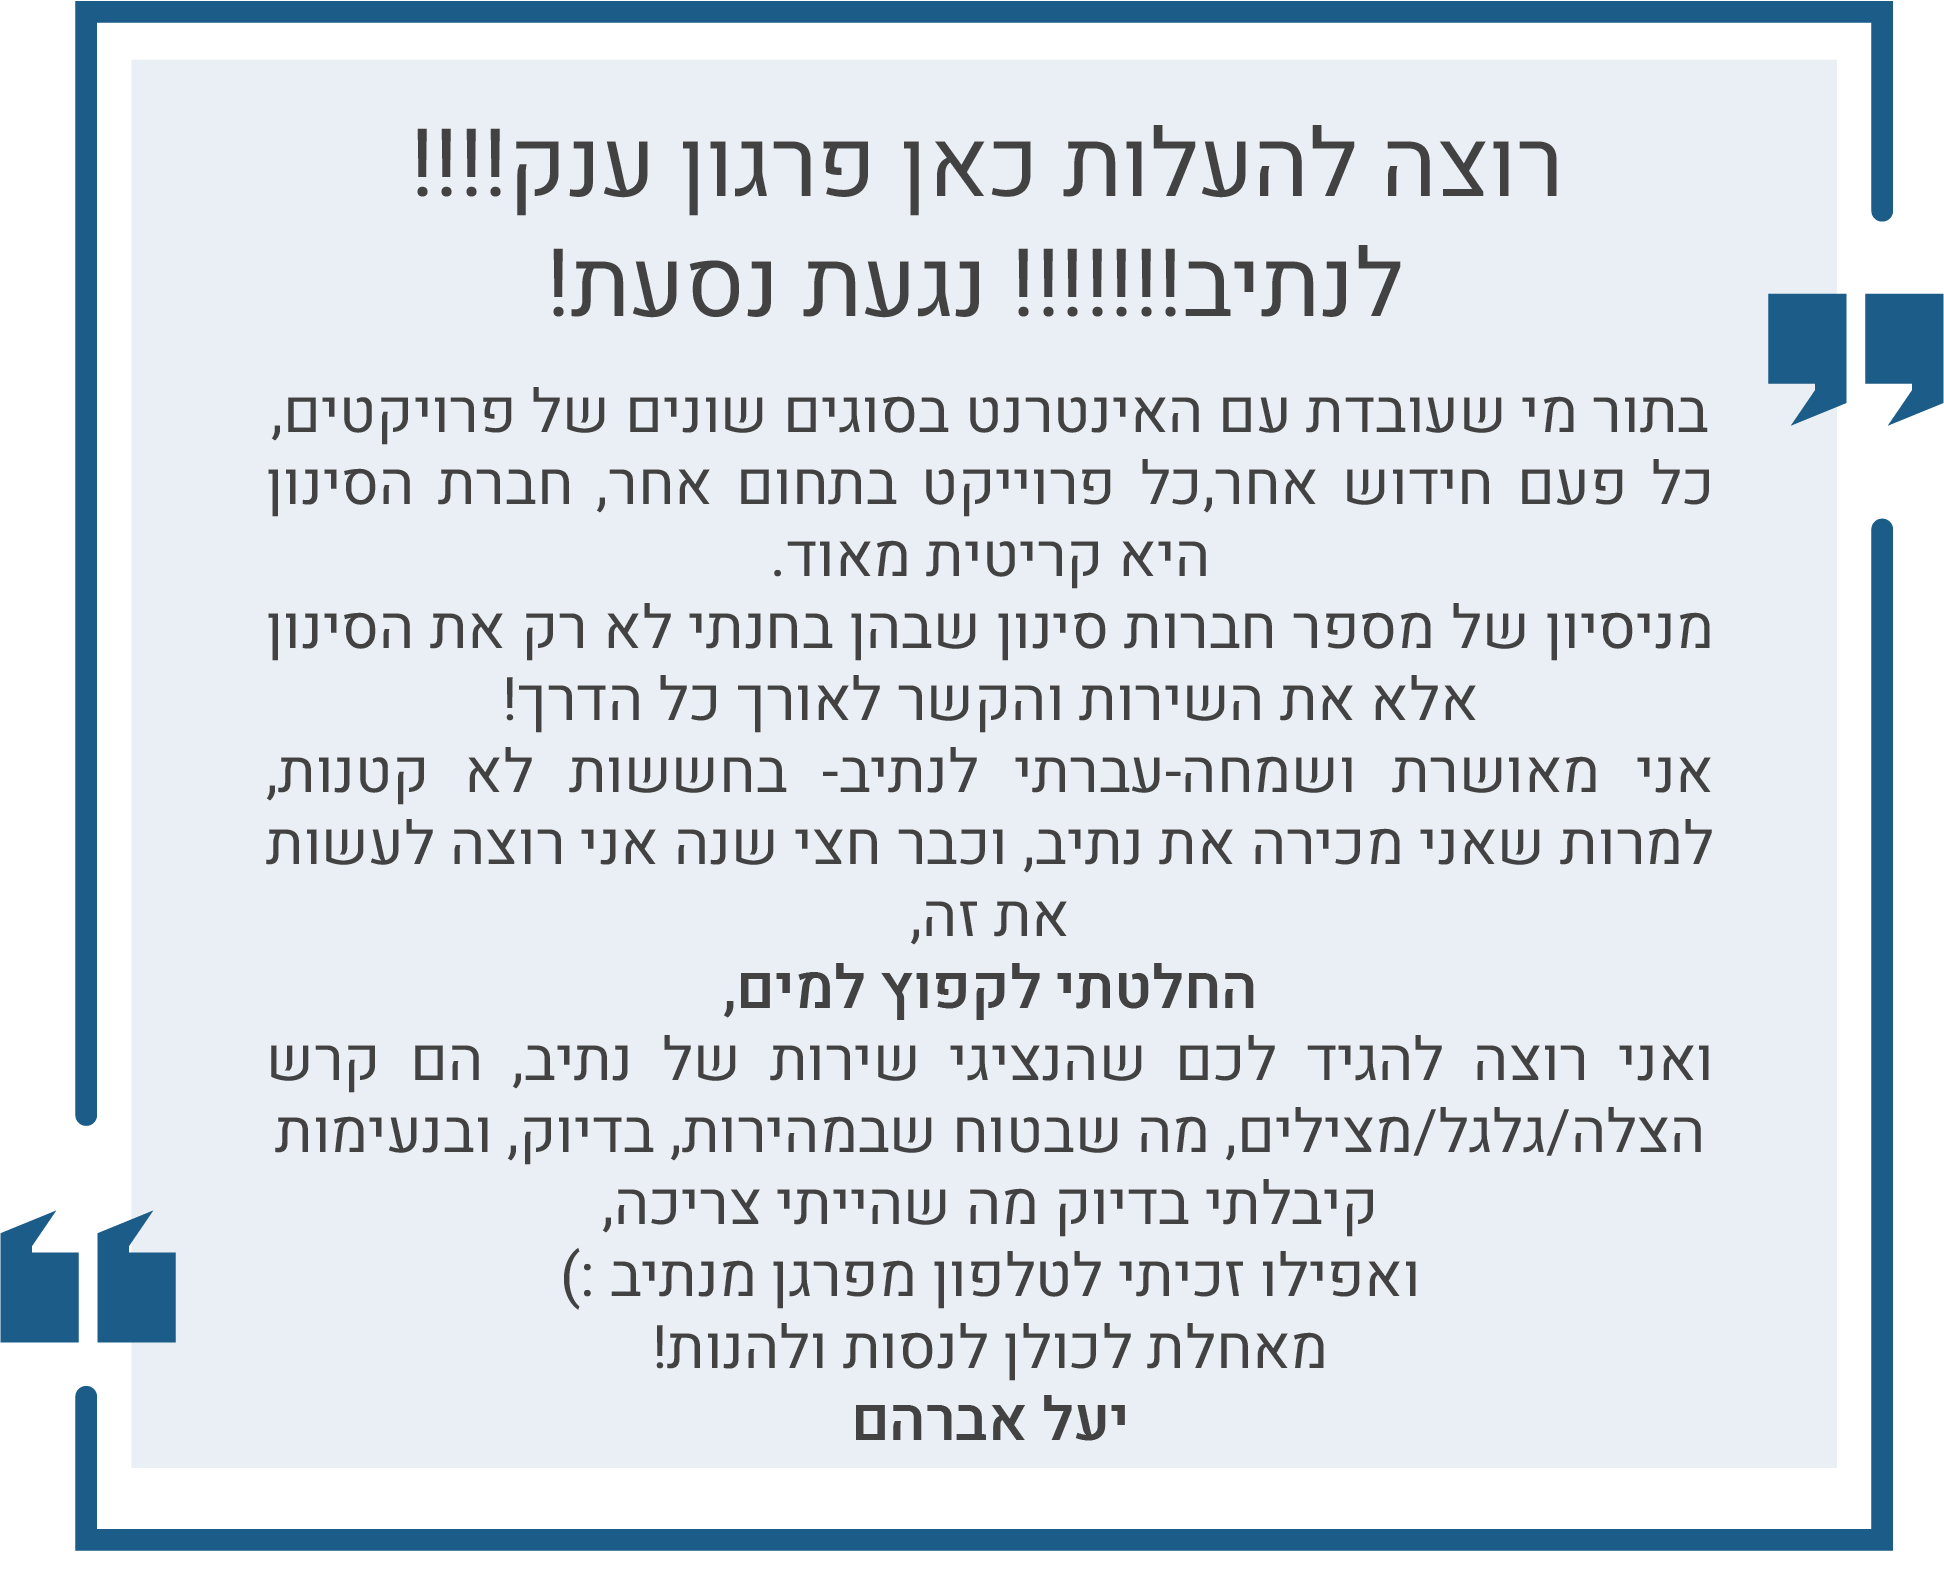 רוצה להעלות כאן פרגון ענק!!!!
לנתיב!!!!!!! נגעת נסעת!
בתור מי שעובדת עם האינטרנט בסוגים שונים של פרויקטים,
כל פעם חידוש אחר,כל פרוייקט בתחום אחר, חברת הסינון
היא קריטית מאוד.
מניסיון של מספר חברות סינון שבהן בחנתי לא רק את הסינון
אלא את השירות והקשר לאורך כל הדרך!
אני מאושרת ושמחה-עברתי לנתיב- בחששות לא קטנות,
למרות שאני מכירה את נתיב, וכבר חצי שנה אני רוצה לעשות
את זה,
החלטתי לקפוץ למים,
ואני רוצה להגיד לכם שהנציגי שירות של נתיב, הם קרש
הצלה/גלגל/מצילים, מה שבטוח שבמהירות, בדיוק, ובנעימות
קיבלתי בדיוק מה שהייתי צריכה,
ואפילו זכיתי לטלפון מפרגן מנתיב :)
מאחלת לכולן לנסות ולהנות!
יעל אברהם